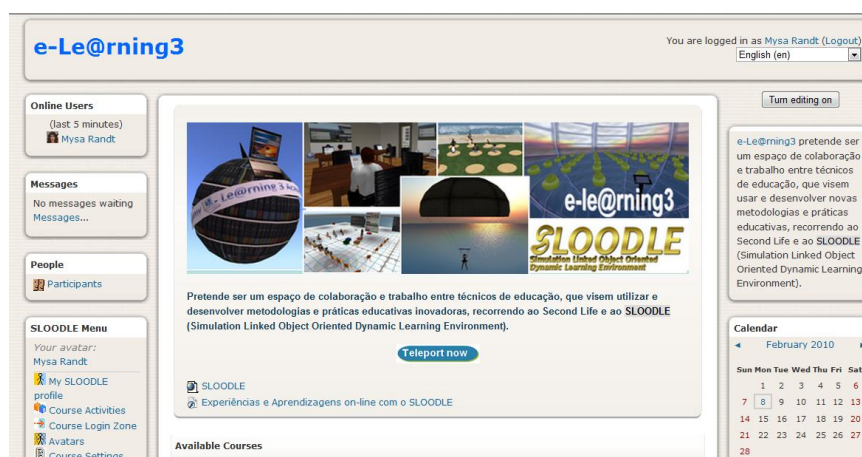 e-Le@rning3
You are logged in as Mysa Randt (Logout)
English (en)
Online Users
(last 5 minutes)
Mysa Randt
Messages
No messages waiting
Messages...
People
Participants
SLOODLE Menu
Your avatar:
Mysa Randt
My SLOODLE
profile
Course Activities
Course Login Zone
Avatars
Course Settings
e-Le@rning 3
e-le@rning3
SLOODLE
Simulation Linked Object Oriented
Dynamic Learning Environment
Pretende ser um espaço de colaboração e trabalho entre técnicos de educação, que visem utilizar e
desenvolver metodologias e práticas educativas inovadoras, recorrendo ao Second Life e ao SLOODLE
(Simulation Linked Object Oriented Dynamic Learning Environment).
Teleport now
SLOODLE
Experiências e Aprendizagens on-line com o SLOODLE
Available Courses
Turn editing on
e-Le@rning3 pretende ser
um espaço de colaboração
e trabalho entre técnicos
de educação, que visem
usar e desenvolver novas
metodologias e práticas
educativas, recorrendo ao
Second Life e ao SLOODLE
(Simulation Linked Object
Oriented Dynamic Learning
Environment).
Calendar
◄ February 2010
Sun Mon Tue Wed Thu Fri Sat
1 2 3 4 5 6
7 8 9 10 11 12 13
14 15 16 17 18 19 20
21 22 23 24 25 26 27
28